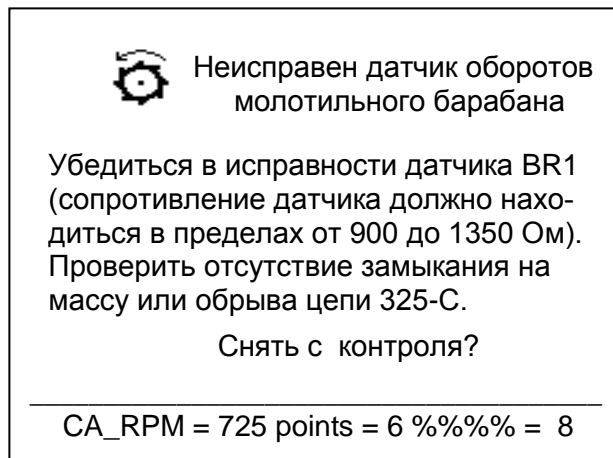 Неисправен датчик оборотов
молотильного барабана
Убедиться в исправности датчика BR1
(сопротивление датчика должно нахо-
диться в пределах от 900 до 1350 Ом).
Проверить отсутствие замыкания на
массу или обрыва цепи 325-С.
Снять с контроля?
CA_RPM = 725 points = 6 %%%% = 8